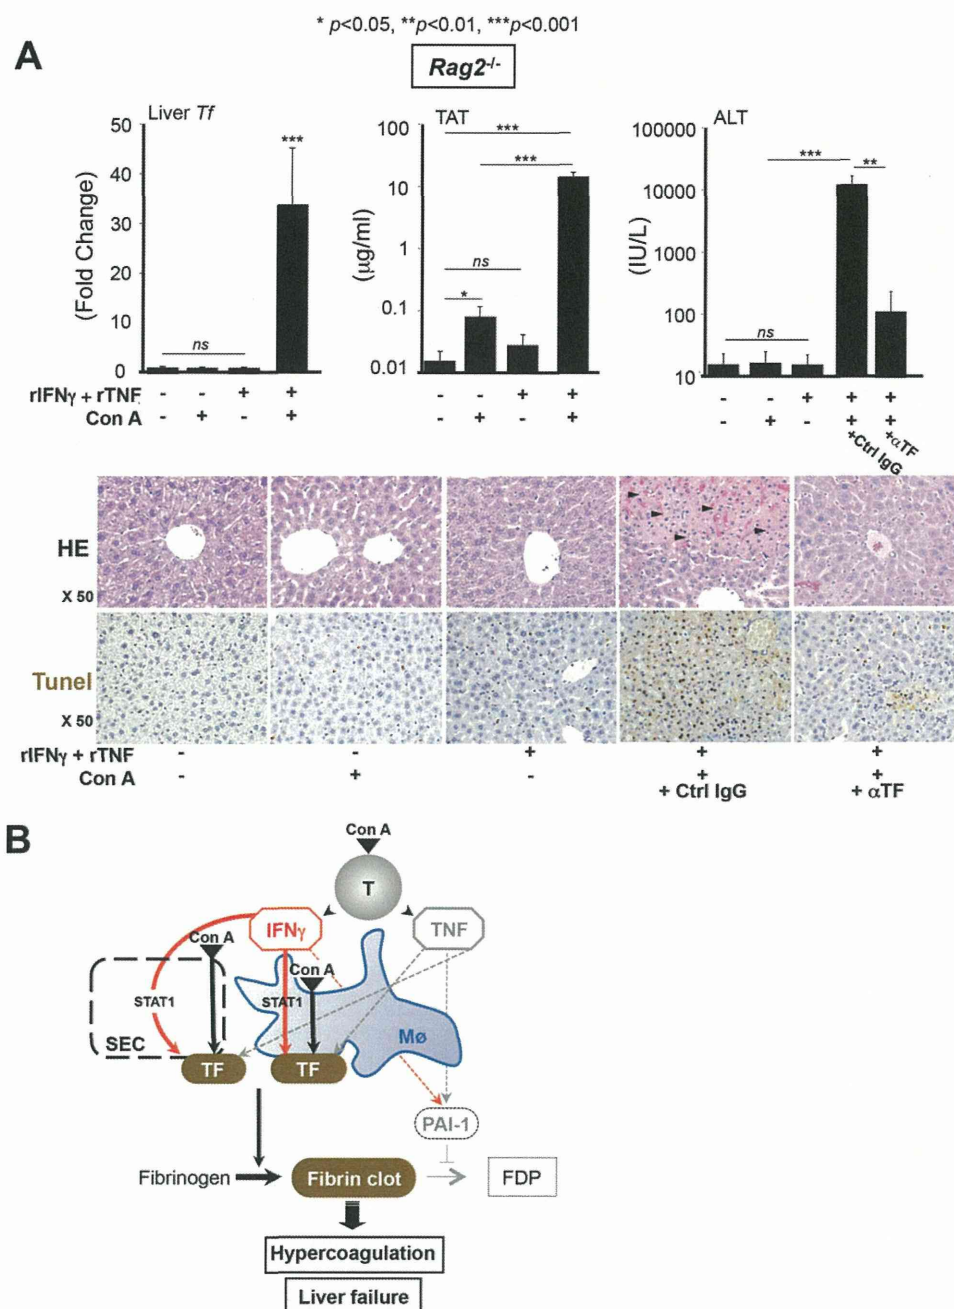 * p<0.05, **p<0.01, ***p<0.001
A
Rag2-/-
Liver Tf
50
40
30
20
10
0
(Fold Change)
***
ns
TAT
100
10
1
0.1
0.01
(μg/ml)
***
***
ns
*
ALT
100000
10000
1000
100
10
(IU/L)
***
**
ns
rIFNγ + rTNF - - + + - - + + - - + + +
Con A - + - + - + - + - + - + +
+Ctrl IgG
+αTF
HE
X 50
Tunel
X 50
rIFNγ + rTNF - - + + +
Con A - + - + +
+ Ctrl IgG + αTF
B
Con A
T
IFNγ
TNF
Con A
Con A
STAT1
STAT1
Mø
SEC
TF
TF
PAI-1
Fibrinogen
Fibrin clot
FDP
Hypercoagulation
Liver failure